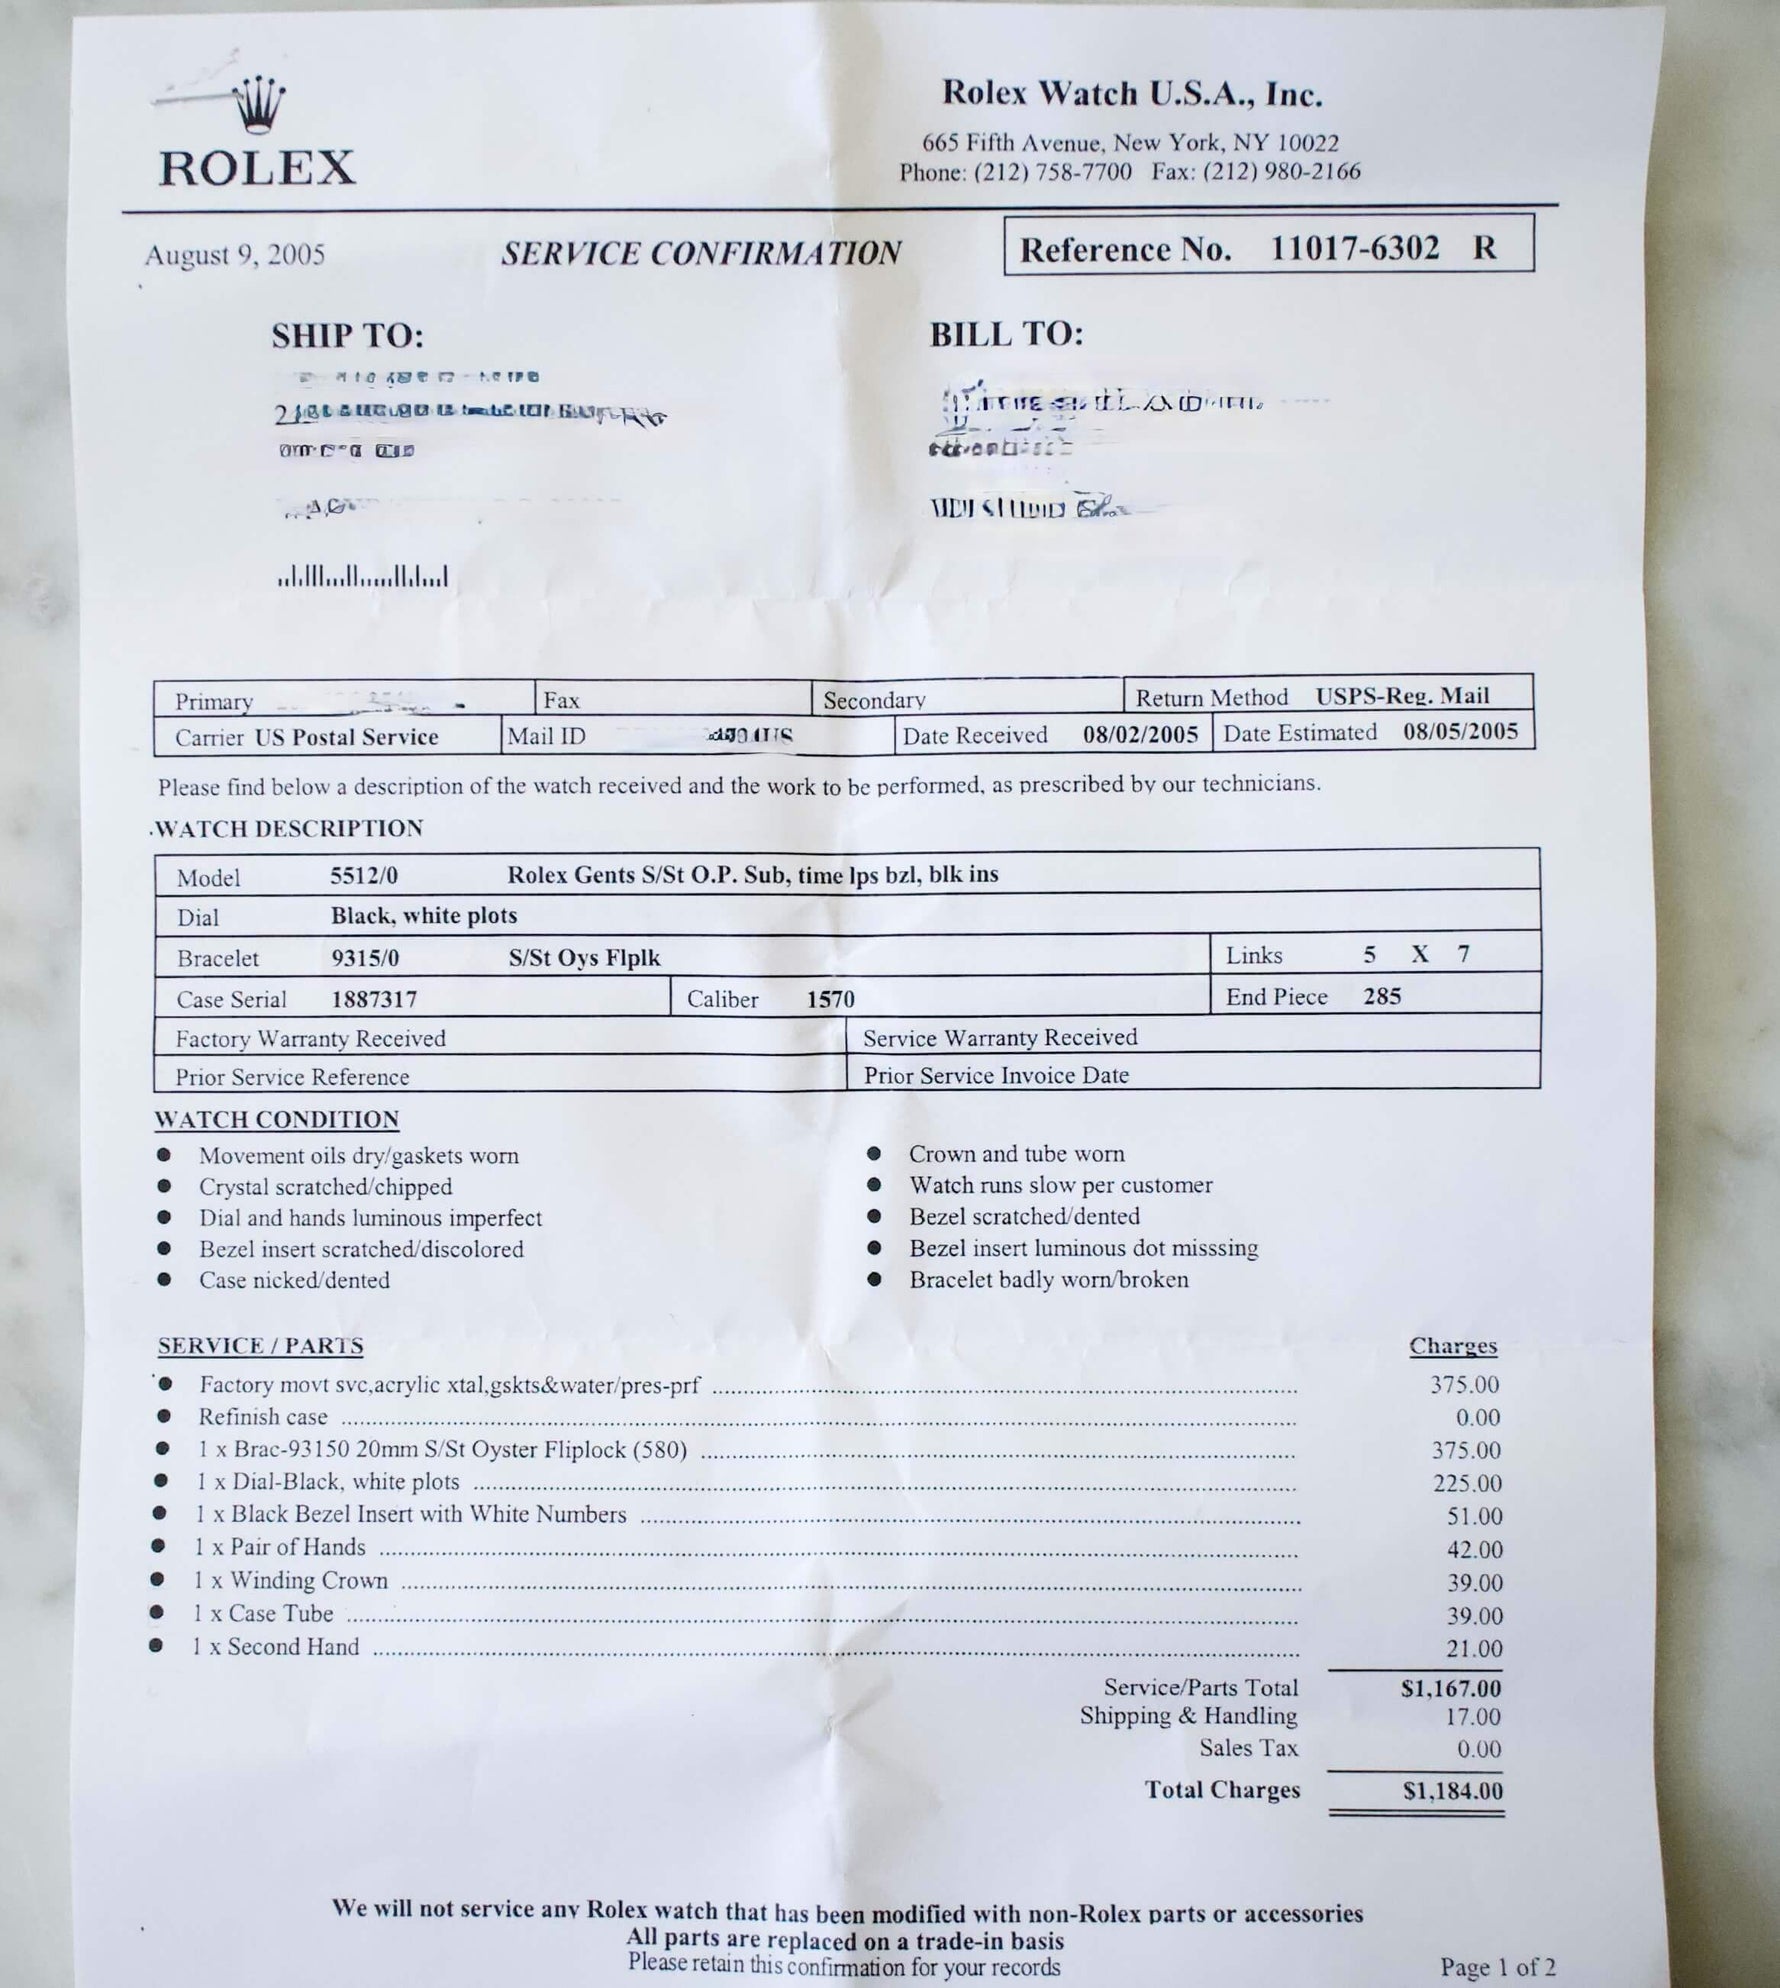 ROLEX
Rolex Watch U.S.A., Inc.
665 Fifth Avenue, New York, NY 10022
Phone: (212) 758-7700 Fax: (212) 980-2166
August 9, 2005 SERVICE CONFIRMATION Reference No. 11017-6302 R
SHIP TO: BILL TO:
Primary Fax Secondary Return Method USPS-Reg. Mail
Carrier US Postal Service Mail ID Date Received 08/02/2005 Date Estimated 08/05/2005
Please find below a description of the watch received and the work to be performed, as prescribed by our technicians.
WATCH DESCRIPTION
Model 5512/0 Rolex Gents S/St O.P. Sub, time lps bzl, blk ins
Dial Black, white plots
Bracelet 9315/0 S/St Oys Flplk Links 5 X 7
Case Serial 1887317 Caliber 1570 End Piece 285
Factory Warranty Received Service Warranty Received
Prior Service Reference Prior Service Invoice Date
WATCH CONDITION
● Movement oils dry/gaskets worn ● Crown and tube worn
● Crystal scratched/chipped ● Watch runs slow per customer
● Dial and hands luminous imperfect ● Bezel scratched/dented
● Bezel insert scratched/discolored ● Bezel insert luminous dot misssing
● Case nicked/dented ● Bracelet badly worn/broken
SERVICE / PARTS Charges
● Factory movt svc,acrylic xtal,gskts&water/pres-prf 375.00
● Refinish case 0.00
● 1 x Brac-93150 20mm S/St Oyster Fliplock (580) 375.00
● 1 x Dial-Black, white plots 225.00
● 1 x Black Bezel Insert with White Numbers 51.00
● 1 x Pair of Hands 42.00
● 1 x Winding Crown 39.00
● 1 x Case Tube 39.00
● 1 x Second Hand 21.00
Service/Parts Total $1,167.00
Shipping & Handling 17.00
Sales Tax 0.00
Total Charges $1,184.00
We will not service any Rolex watch that has been modified with non-Rolex parts or accessories
All parts are replaced on a trade-in basis
Please retain this confirmation for your records Page 1 of 2